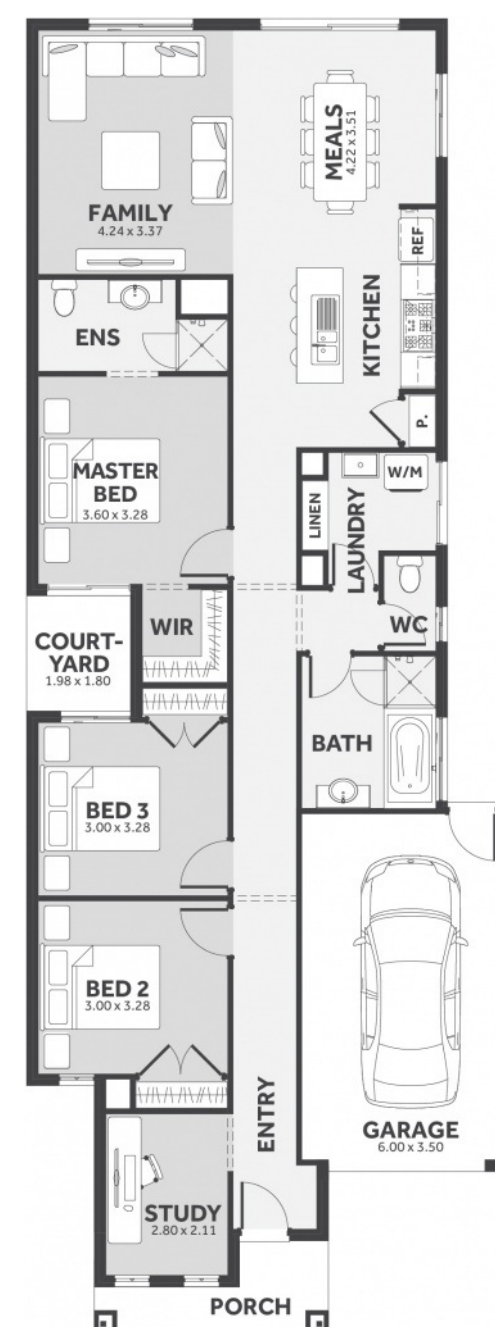 MEALS
4.22 x 3.51
FAMILY
4.24 x 3.37
REF
KITCHEN
ENS
P.
MASTER
BED
3.60 x 3.28
W/M
LINEN
LAUNDRY
WC
WIR
COURT-
YARD
1.98 x 1.80
BATH
BED 3
3.00 x 3.28
BED 2
3.00 x 3.28
ENTRY
GARAGE
6.00 x 3.50
STUDY
2.80 x 2.11
PORCH